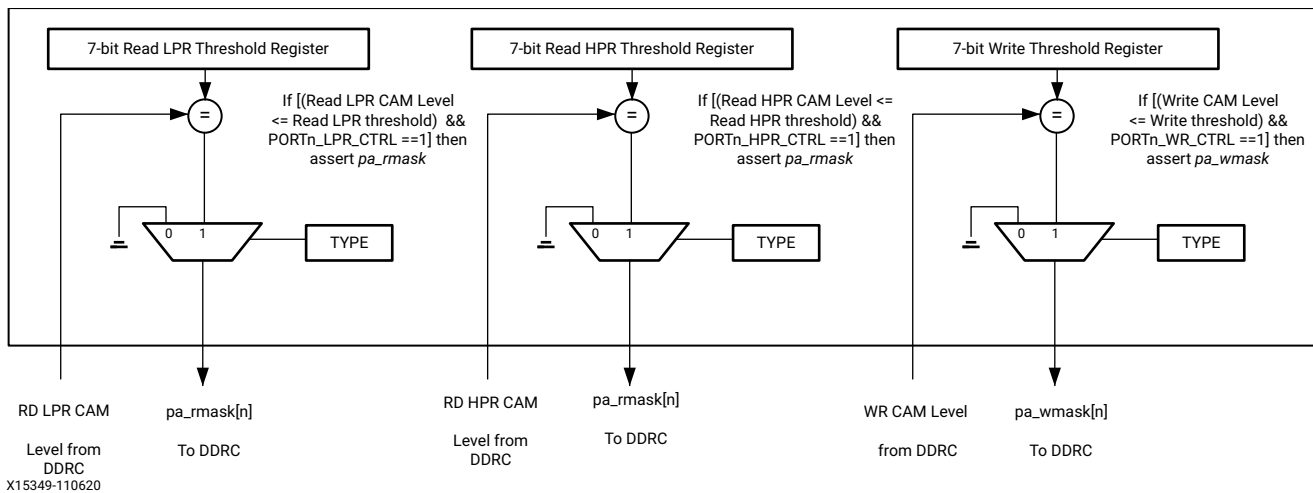 7-bit Read LPR Threshold Register
=
If [(Read LPR CAM Level
<= Read LPR threshold) &&
PORTn_LPR_CTRL ==1] then
assert pa_rmask
0 1
TYPE
RD LPR CAM
Level from
DDRC
pa_rmask[n]
To DDRC
7-bit Read HPR Threshold Register
=
If [(Read HPR CAM Level <=
Read HPR threshold) &&
PORTn_HPR_CTRL ==1] then
assert pa_rmask
0 1
TYPE
RD HPR CAM
Level from
DDRC
pa_rmask[n]
To DDRC
7-bit Write Threshold Register
=
If [(Write CAM Level
<= Write threshold) &&
PORTn_WR_CTRL ==1] then
assert pa_wmask
0 1
TYPE
WR CAM Level
from DDRC
pa_wmask[n]
To DDRC
X15349-110620